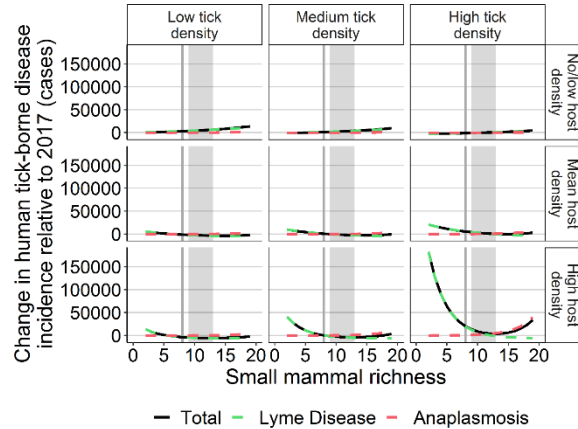 Low tick density
Medium tick density
High tick density
Change in human tick-borne disease
incidence relative to 2017 (cases)
150000
100000
50000
0
No/low host density
150000
100000
50000
0
Mean host density
150000
100000
50000
0
High host density
0 5 10 15 20 0 5 10 15 20 0 5 10 15 20
Small mammal richness
Total Lyme Disease Anaplasmosis